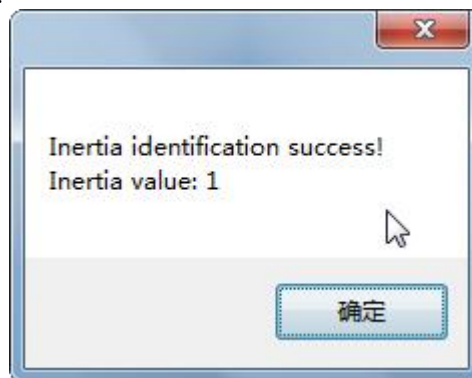 Inertia identification success!
Inertia value: 1
确定